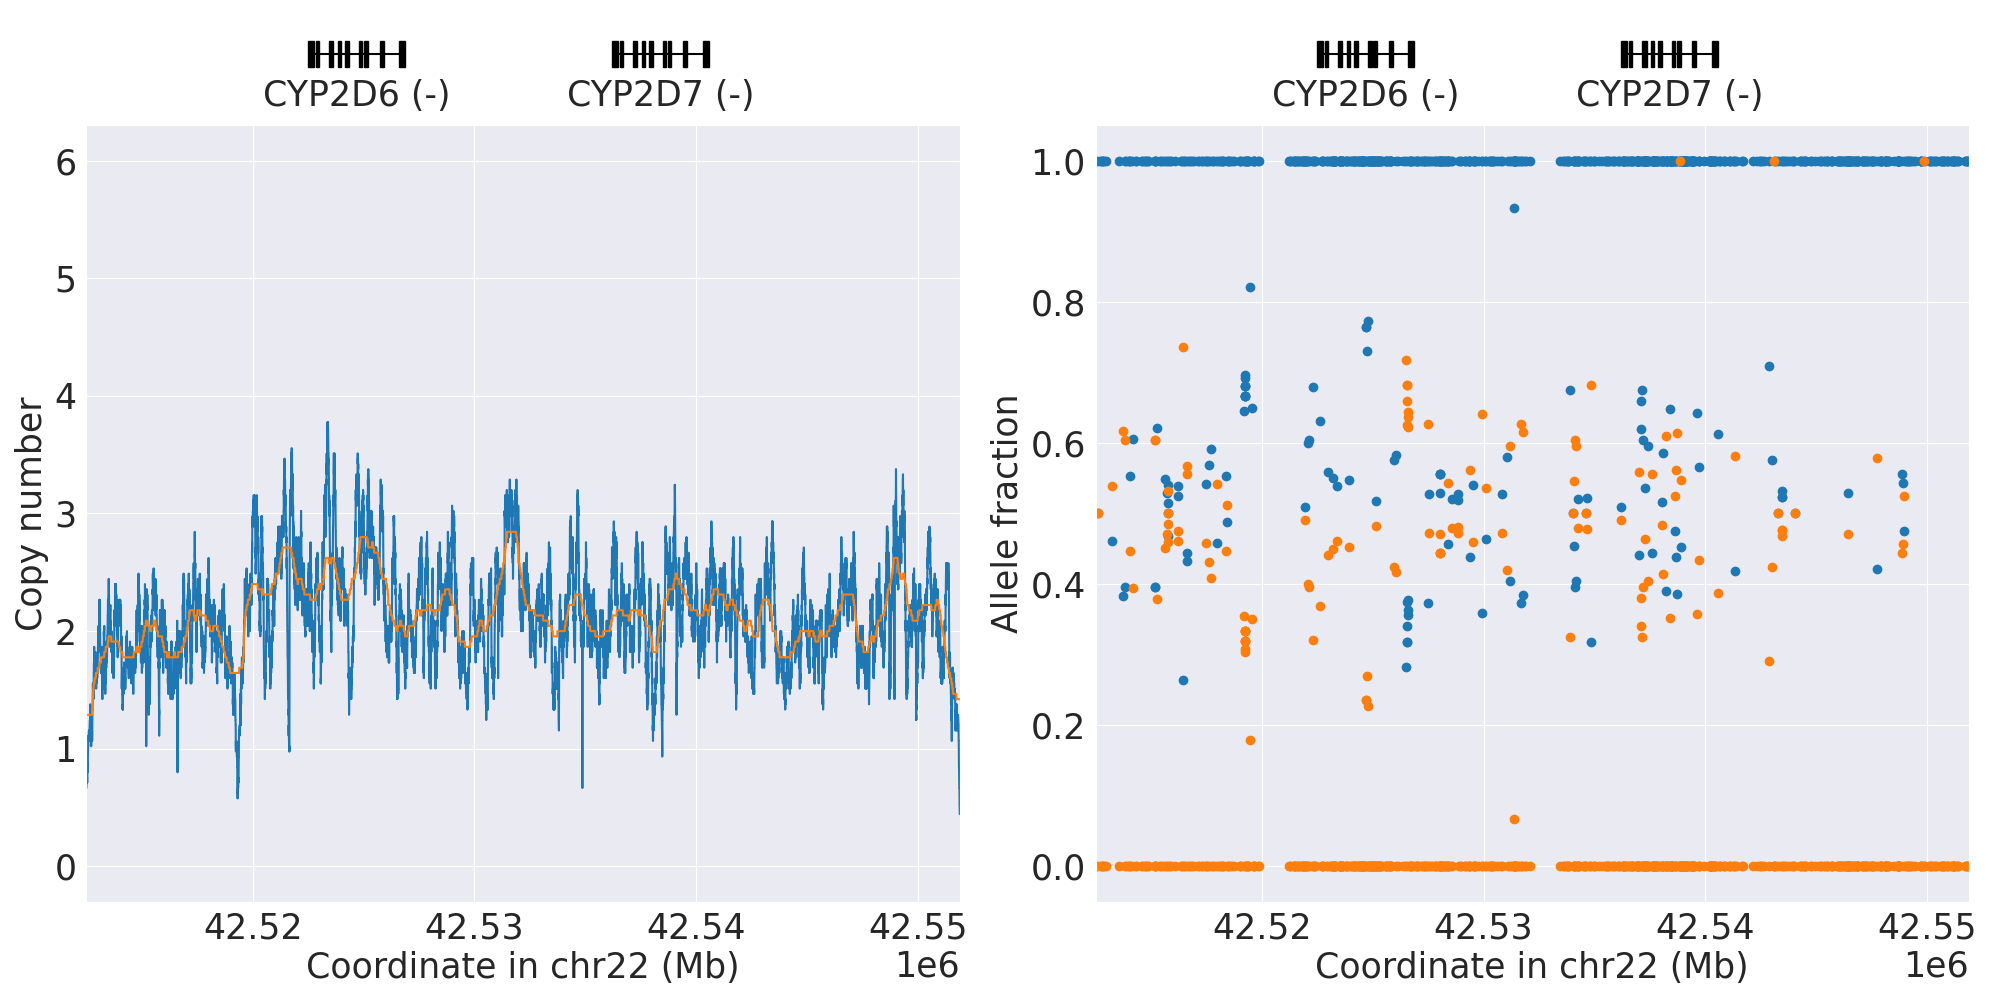 CYP2D6 (-) CYP2D7 (-)
6
5
4
3
2
1
0
Copy number
42.52 42.53 42.54 42.55
Coordinate in chr22 (Mb) 1e6
CYP2D6 (-) CYP2D7 (-)
1.0
0.8
0.6
0.4
0.2
0.0
Allele fraction
42.52 42.53 42.54 42.55
Coordinate in chr22 (Mb) 1e6